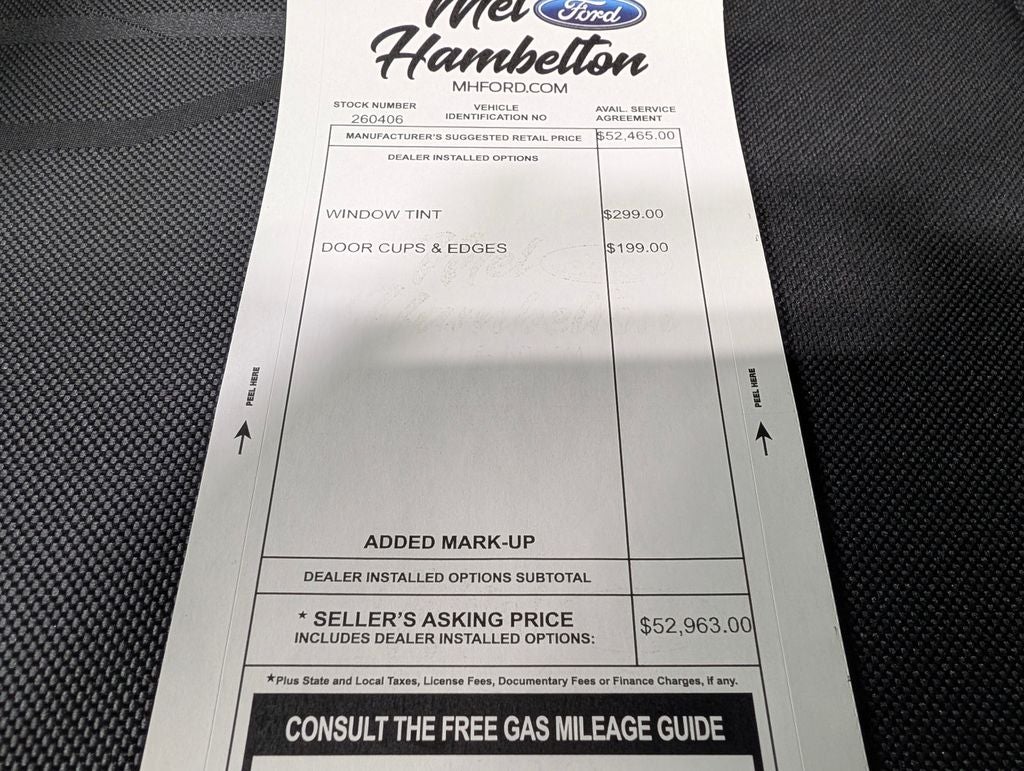 Mel Ford
Hambelton
MHFORD.COM
STOCK NUMBER VEHICLE IDENTIFICATION NO AVAIL. SERVICE AGREEMENT
260406
MANUFACTURER'S SUGGESTED RETAIL PRICE $52,465.00
DEALER INSTALLED OPTIONS
WINDOW TINT $299.00
DOOR CUPS & EDGES $199.00
Mel
Hambelton
PEEL HERE PEEL HERE
ADDED MARK-UP
DEALER INSTALLED OPTIONS SUBTOTAL
* SELLER'S ASKING PRICE
INCLUDES DEALER INSTALLED OPTIONS: $52,963.00
*Plus State and Local Taxes, License Fees, Documentary Fees or Finance Charges, if any.
CONSULT THE FREE GAS MILEAGE GUIDE